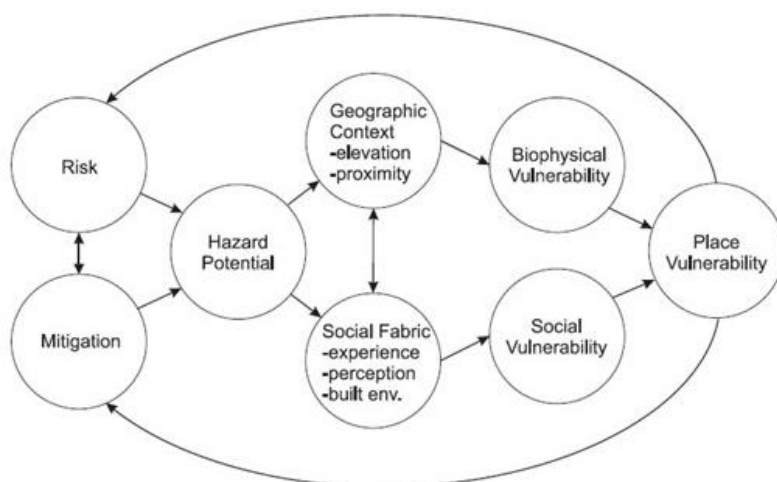 Risk
Mitigation
Hazard
Potential
Geographic
Context
-elevation
-proximity
Social Fabric
-experience
-perception
-built env.
Biophysical
Vulnerability
Social
Vulnerability
Place
Vulnerability